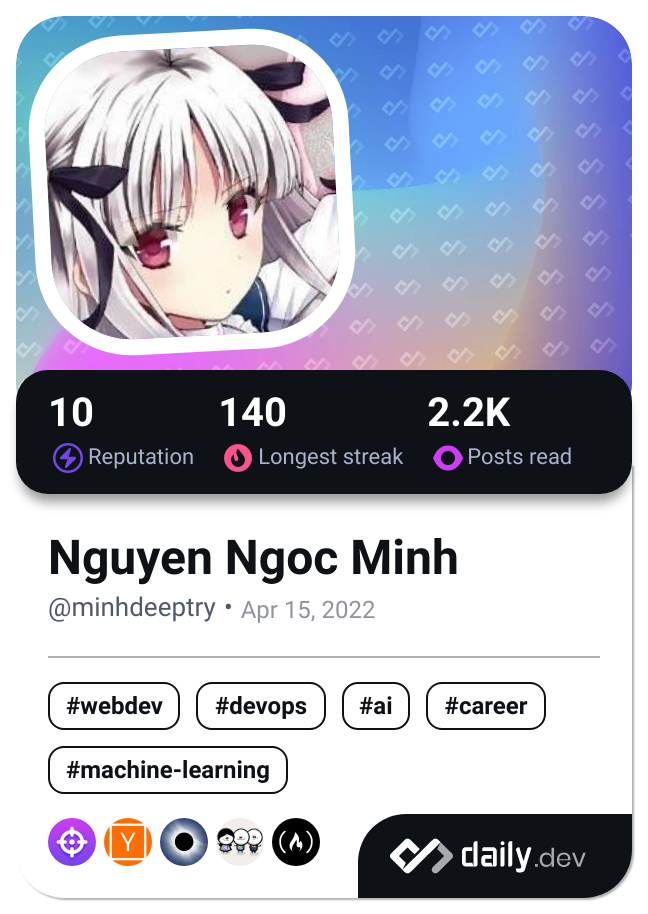 10 140 2.2K
Reputation Longest streak Posts read
Nguyen Ngoc Minh
@minhdeeptry • Apr 15, 2022
#webdev #devops #ai #career
#machine-learning
Y
daily.dev